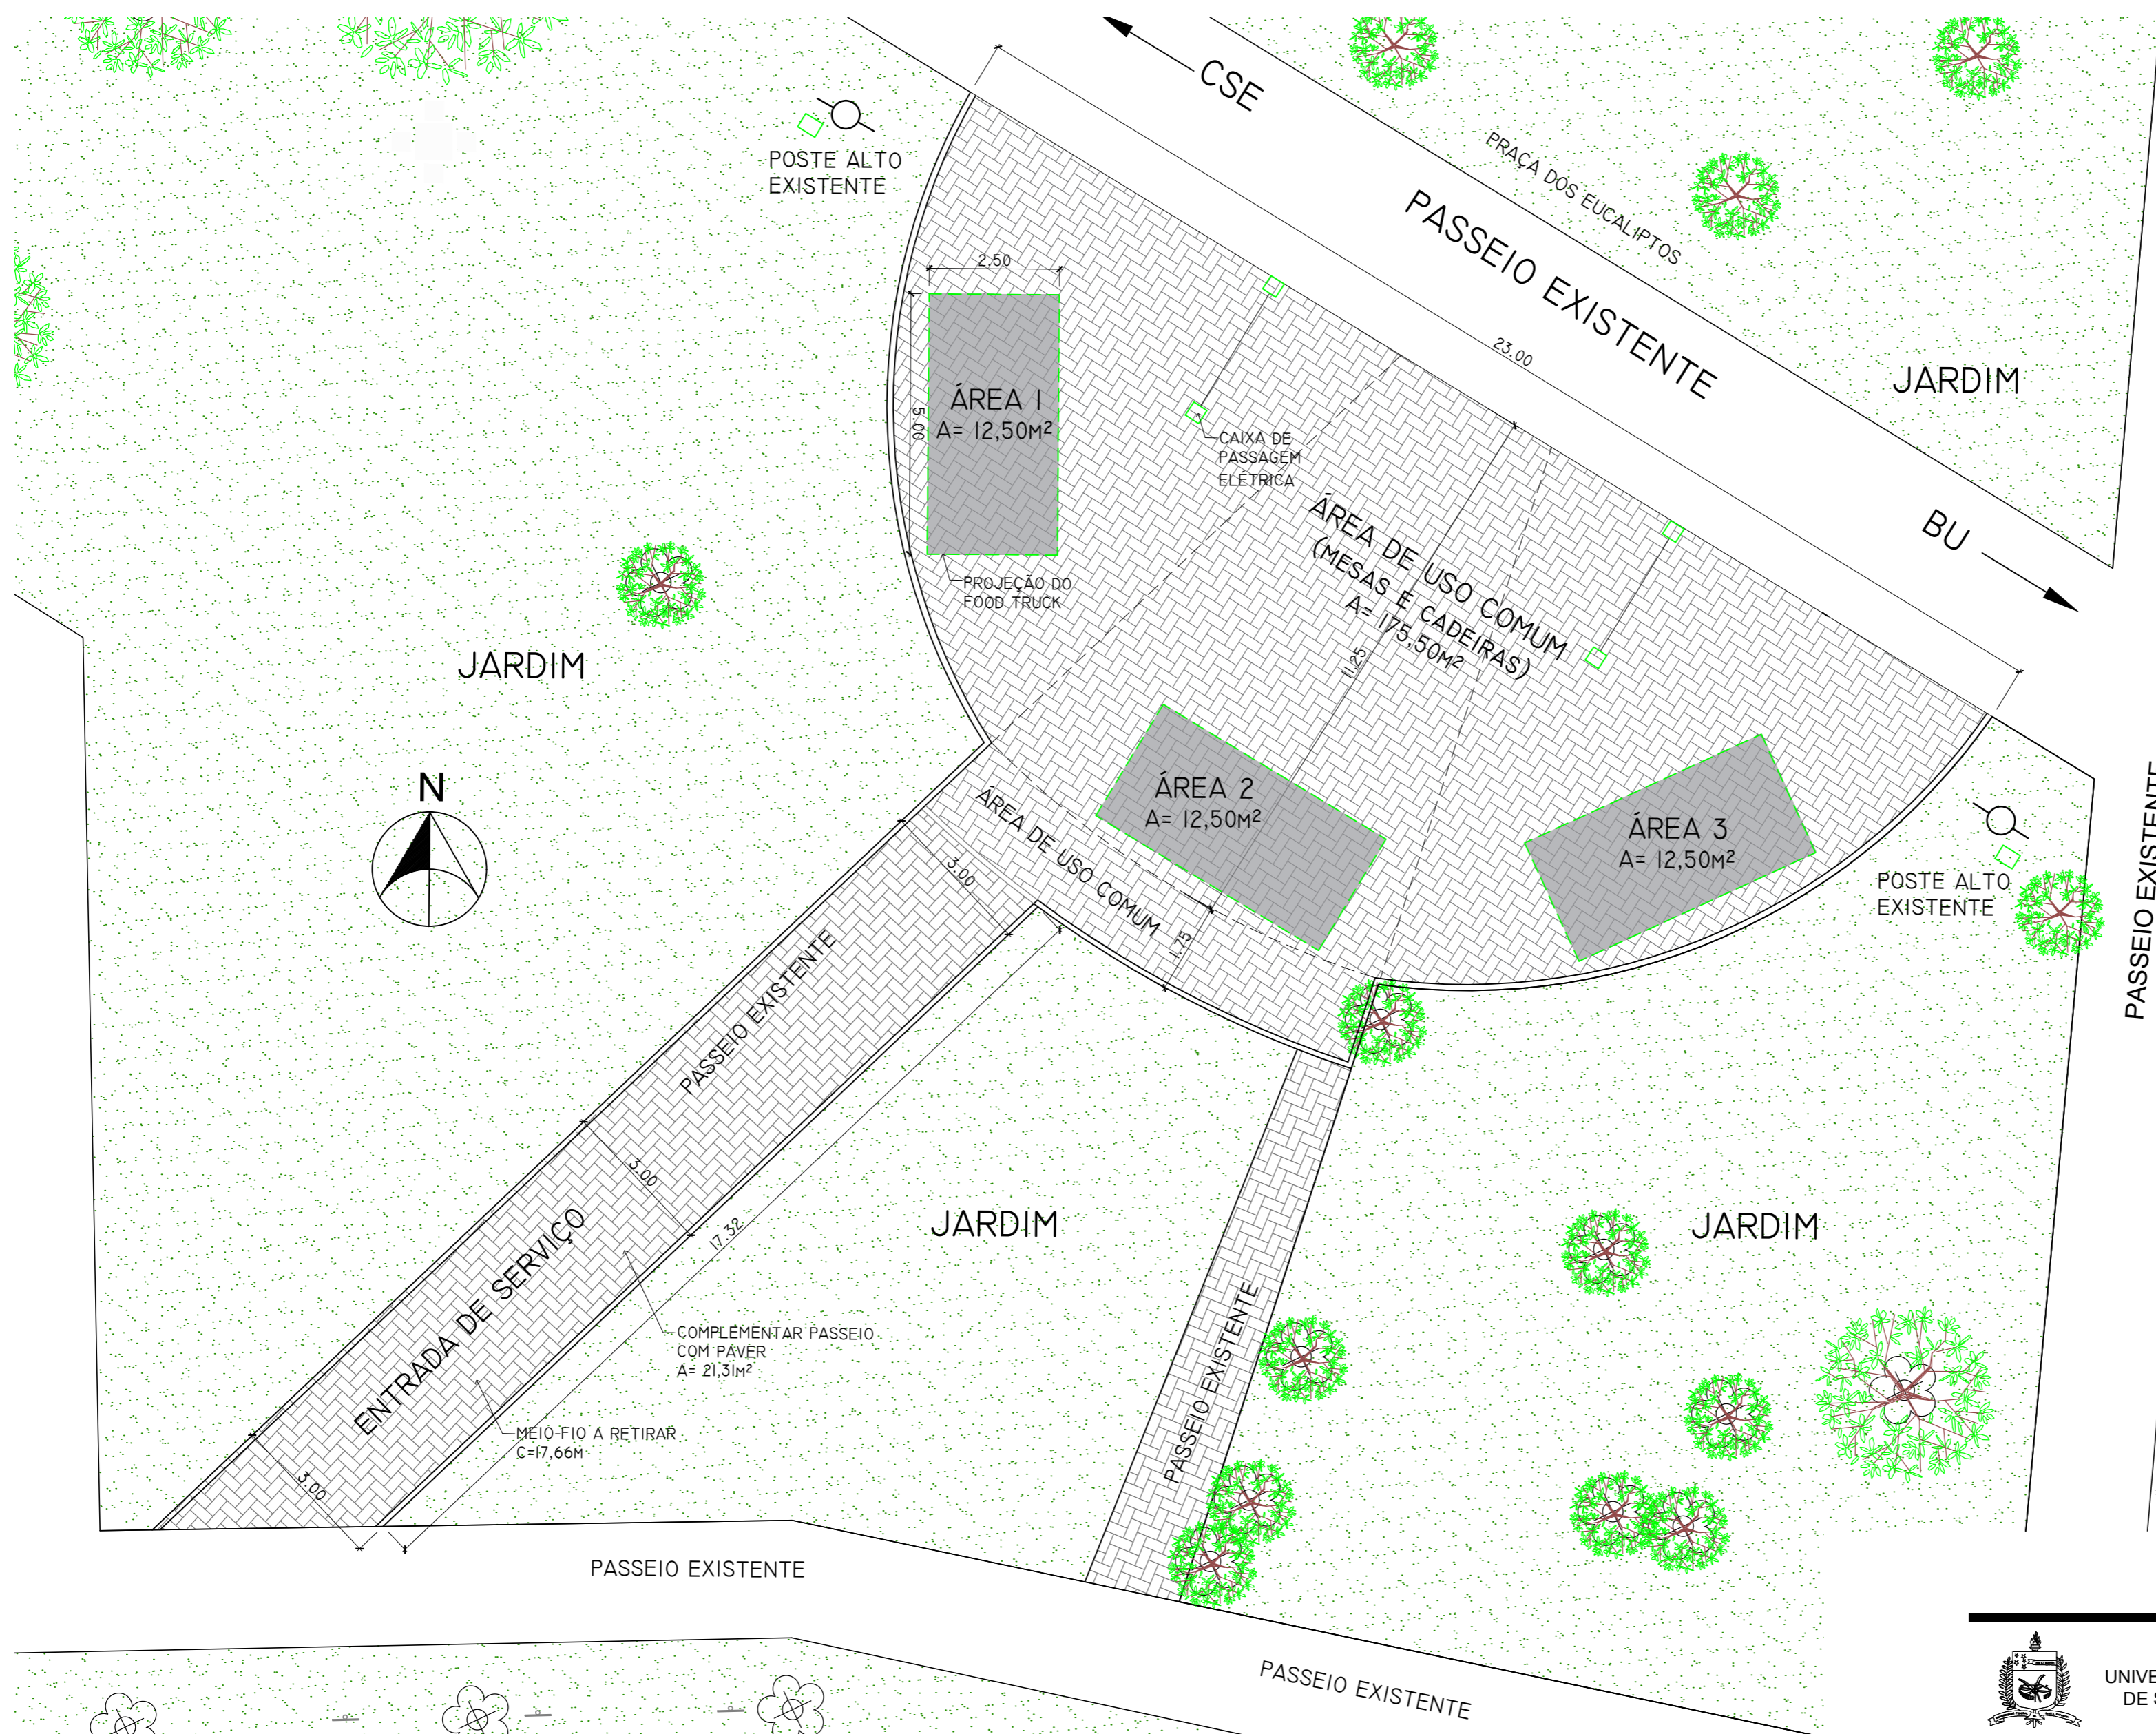 CSE
PRAÇA DOS EUCALIPTOS
PASSEIO EXISTENTE
POSTE ALTO
EXISTENTE
2.50
23.00
JARDIM
ÁREA 1
A= 12,50M²
5.00
CAIXA DE
PASSAGEM
ELÉTRICA
ÁREA DE USO COMUM
(MESAS E CADEIRAS)
A= 175,50M²
BU
PROJEÇÃO DO
FOOD TRUCK
JARDIM
11.25
N
ÁREA 2
A= 12,50M²
ÁREA 3
A= 12,50M²
ÁREA DE USO COMUM
3.00
1.75
POSTE ALTO
EXISTENTE
PASSEIO EXISTENTE
PASSEIO EXISTENTE
3.00
17.32
JARDIM
JARDIM
ENTRADA DE SERVIÇO
COMPLEMENTAR PASSEIO
COM PAVER
A= 21,31M²
MEIO-FIO A RETIRAR
C=17,66M
3.00
PASSEIO EXISTENTE
PASSEIO EXISTENTE
PASSEIO EXISTENTE
UNIVE
DE